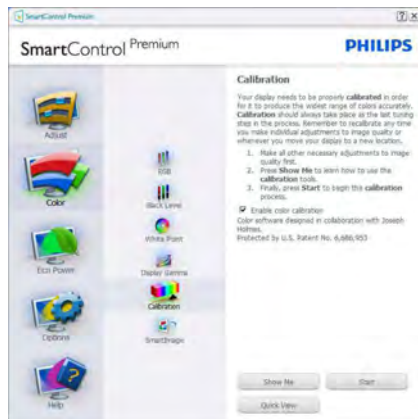 SmartControl Premium
SmartControl Premium
PHILIPS
Adjust
Color
Eco Power
Options
Help
RGB
Black Level
White Point
Display Gamma
Calibration
SmartImage
Calibration
Your display needs to be properly calibrated in order
for it to produce the widest range of colors accurately.
Calibration should always take place as the last tuning
step in the process. Remember to recalibrate any time
you make individual adjustments to image quality or
whenever you move your display to a new location.
1. Make all other necessary adjustments to image
quality first.
2. Press Show Me to learn how to use the
calibration tools.
3. Finally, press Start to begin this calibration
process.
Enable color calibration
Color software designed in collaboration with Joseph
Holmes.
Protected by U.S. Patent No. 6,686,953
Show Me
Start
Quick View